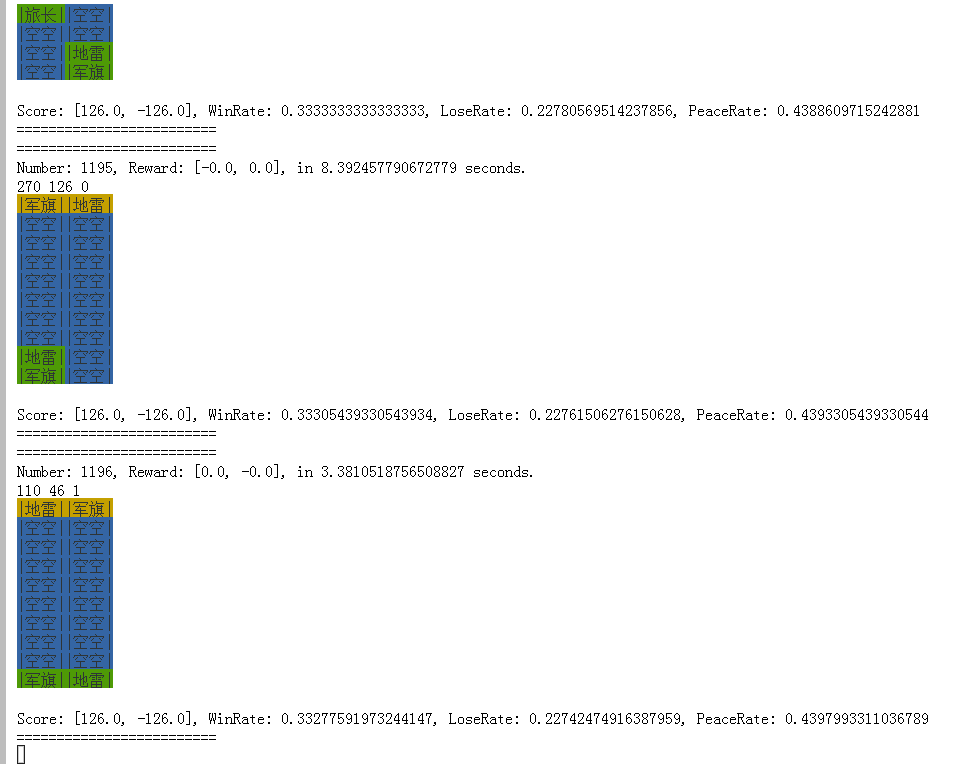 |旅长||空空|
|空空||空空|
|空空||地雷|
|空空||军旗|
Score: [126.0, -126.0], WinRate: 0.3333333333333333, LoseRate: 0.22780569514237856, PeaceRate: 0.4388609715242881
=========================
=========================
Number: 1195, Reward: [-0.0, 0.0], in 8.392457790672779 seconds.
270 126 0
|军旗||地雷|
|空空||空空|
|空空||空空|
|空空||空空|
|空空||空空|
|空空||空空|
|空空||空空|
|空空||空空|
|地雷||空空|
|军旗||空空|
Score: [126.0, -126.0], WinRate: 0.33305439330543934, LoseRate: 0.22761506276150628, PeaceRate: 0.4393305439330544
=========================
=========================
Number: 1196, Reward: [0.0, -0.0], in 3.3810518756508827 seconds.
110 46 1
|地雷||军旗|
|空空||空空|
|空空||空空|
|空空||空空|
|空空||空空|
|空空||空空|
|空空||空空|
|空空||空空|
|空空||空空|
|军旗||地雷|
Score: [126.0, -126.0], WinRate: 0.33277591973244147, LoseRate: 0.22742474916387959, PeaceRate: 0.4397993311036789
=========================